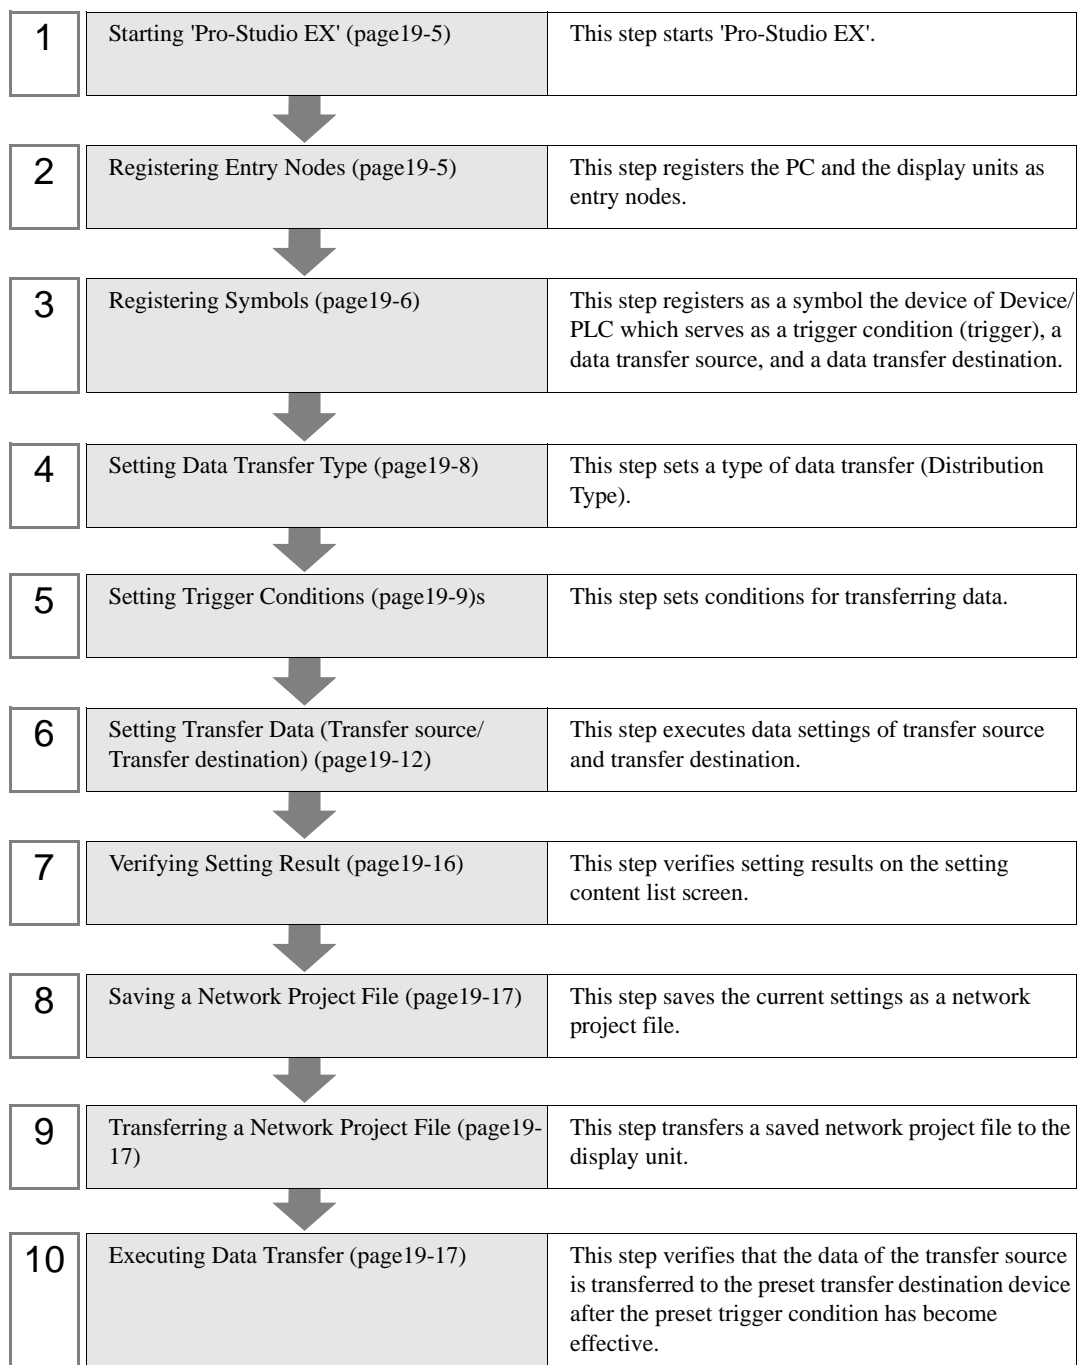 1
Starting 'Pro-Studio EX' (page19-5)
This step starts 'Pro-Studio EX'.
2
Registering Entry Nodes (page19-5)
This step registers the PC and the display units as
entry nodes.
3
Registering Symbols (page19-6)
This step registers as a symbol the device of Device/
PLC which serves as a trigger condition (trigger), a
data transfer source, and a data transfer destination.
4
Setting Data Transfer Type (page19-8)
This step sets a type of data transfer (Distribution
Type).
5
Setting Trigger Conditions (page19-9)s
This step sets conditions for transferring data.
6
Setting Transfer Data (Transfer source/
Transfer destination) (page19-12)
This step executes data settings of transfer source
and transfer destination.
7
Verifying Setting Result (page19-16)
This step verifies setting results on the setting
content list screen.
8
Saving a Network Project File (page19-17)
This step saves the current settings as a network
project file.
9
Transferring a Network Project File (page19-
17)
This step transfers a saved network project file to the
display unit.
10
Executing Data Transfer (page19-17)
This step verifies that the data of the transfer source
is transferred to the preset transfer destination device
after the preset trigger condition has become
effective.